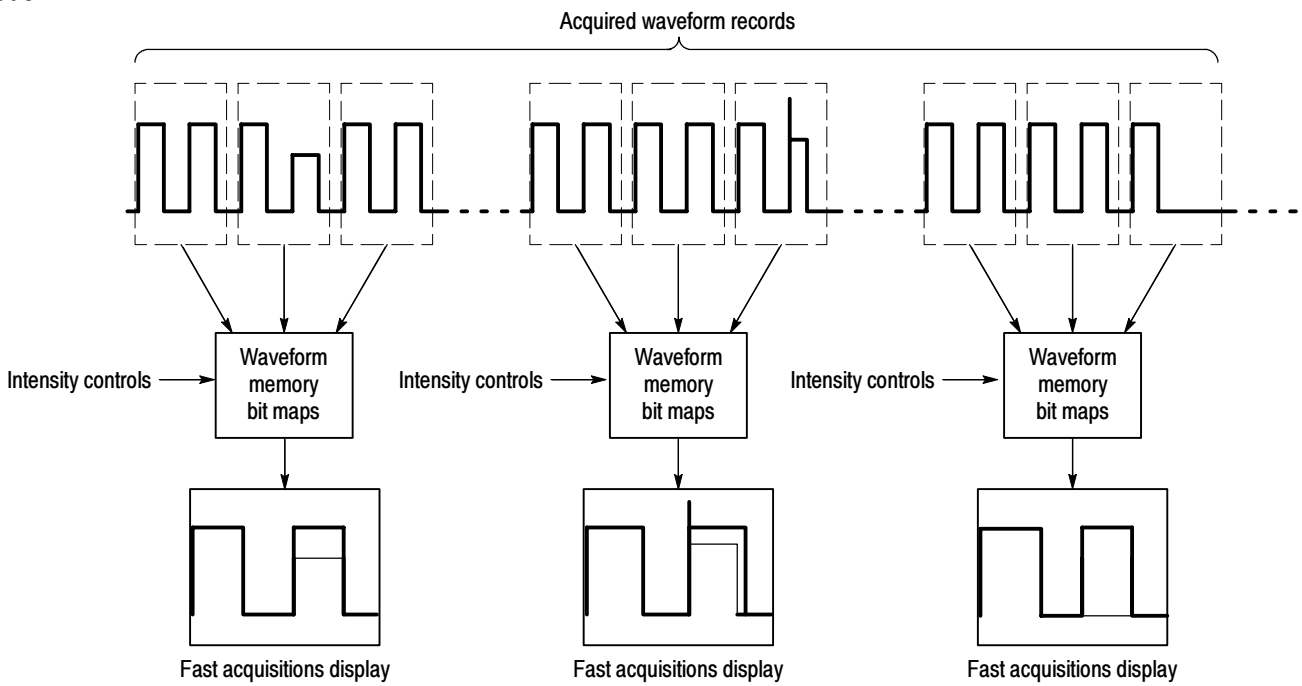 Acquired waveform records
Intensity controls
Waveform
memory
bit maps
Intensity controls
Waveform
memory
bit maps
Intensity controls
Waveform
memory
bit maps
Fast acquisitions display
Fast acquisitions display
Fast acquisitions display